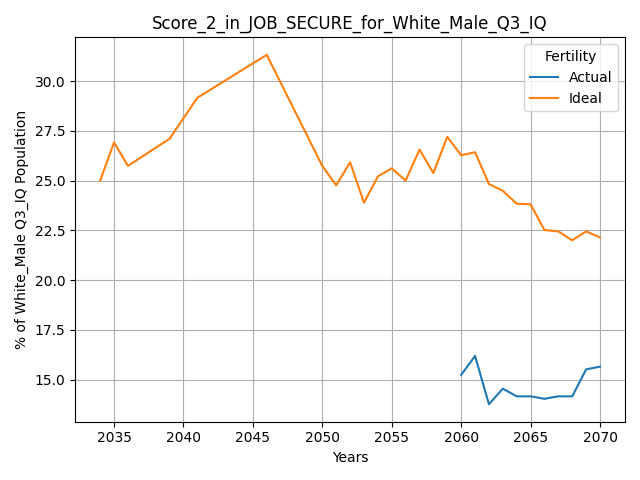 Score_2_in_JOB_SECURE_for_White_Male_Q3_IQ
Fertility
Actual
Ideal
% of White_Male Q3_IQ Population
30.0
27.5
25.0
22.5
20.0
17.5
15.0
2035 2040 2045 2050 2055 2060 2065 2070
Years